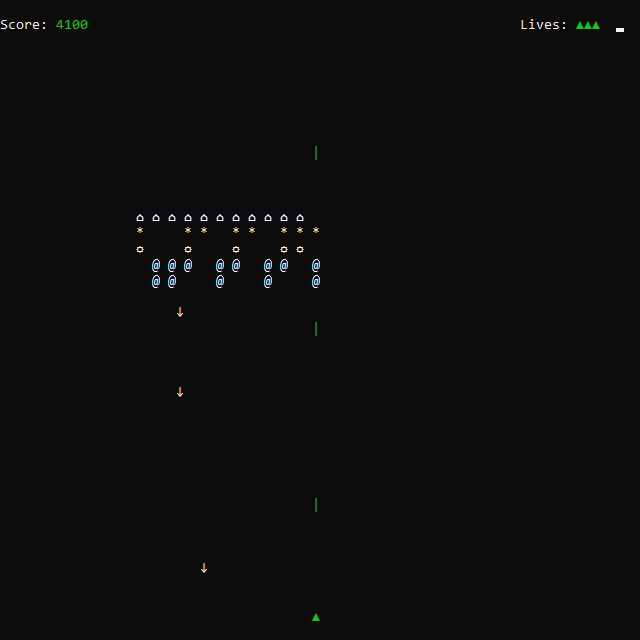 Score: 4100 Lives: ▲▲▲
|
⌂ ⌂ ⌂ ⌂ ⌂ ⌂ ⌂ ⌂ ⌂ ⌂ ⌂
* * * * * * * *
☼ ☼ ☼ ☼ ☼
@ @ @ @ @ @ @ @
@ @ @ @ @
↓
|
↓
|
↓
▲